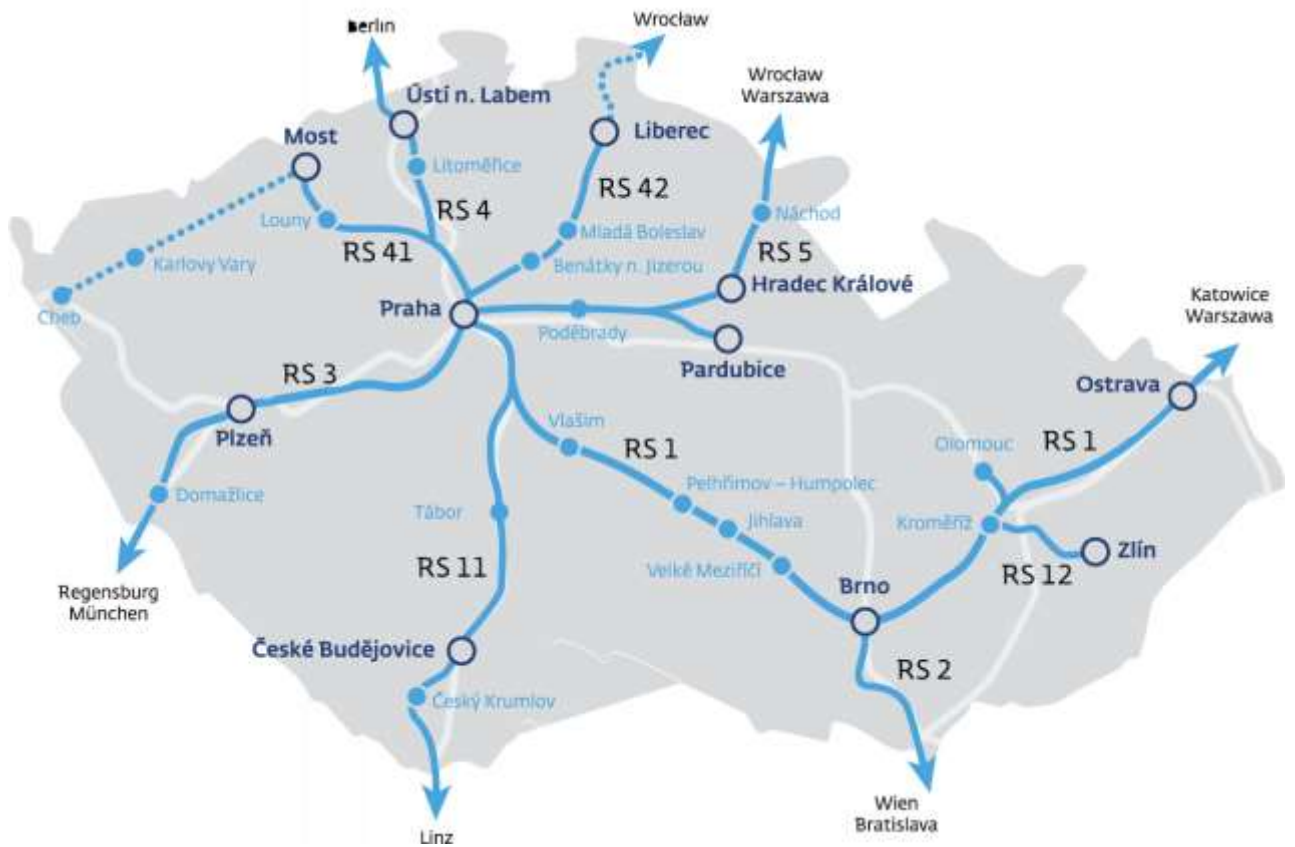 Berlin
Wrocław
Wrocław
Warszawa
Ústí n. Labem
Most
Liberec
Litoměřice
RS 42
Náchod
Louny
RS 4
Mladá Boleslav
RS 41
RS 5
Karlovy Vary
Benátky n. Jizerou
Hradec Králové
Katowice
Warszawa
Praha
Cheb
Poděbrady
Pardubice
RS 3
Ostrava
Plzeň
Vlašim
RS 1
Olomouc
RS 1
Pelhřimov – Humpolec
Domažlice
Tábor
Jihlava
Kroměříž
Zlín
RS 11
Velké Meziříčí
RS 12
Regensburg
München
Brno
České Budějovice
RS 2
Český Krumlov
Wien
Bratislava
Linz